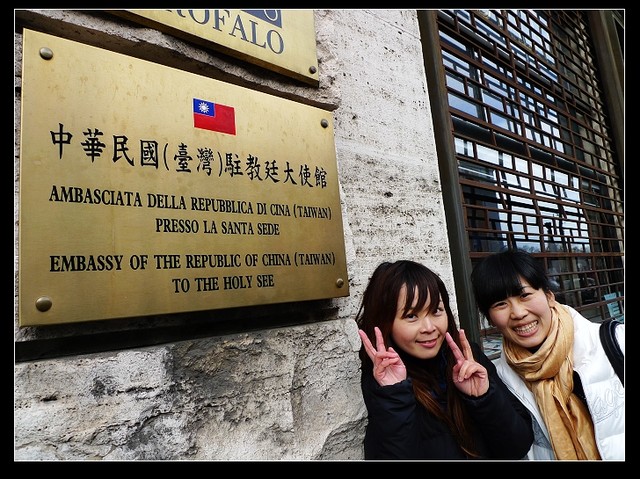 ROFALO
中華民國(臺灣)駐教廷大使館
AMBASCIATA DELLA REPUBBLICA DI CINA (TAIWAN)
PRESSO LA SANTA SEDE
EMBASSY OF THE REPUBLIC OF CHINA (TAIWAN)
TO THE HOLY SEE